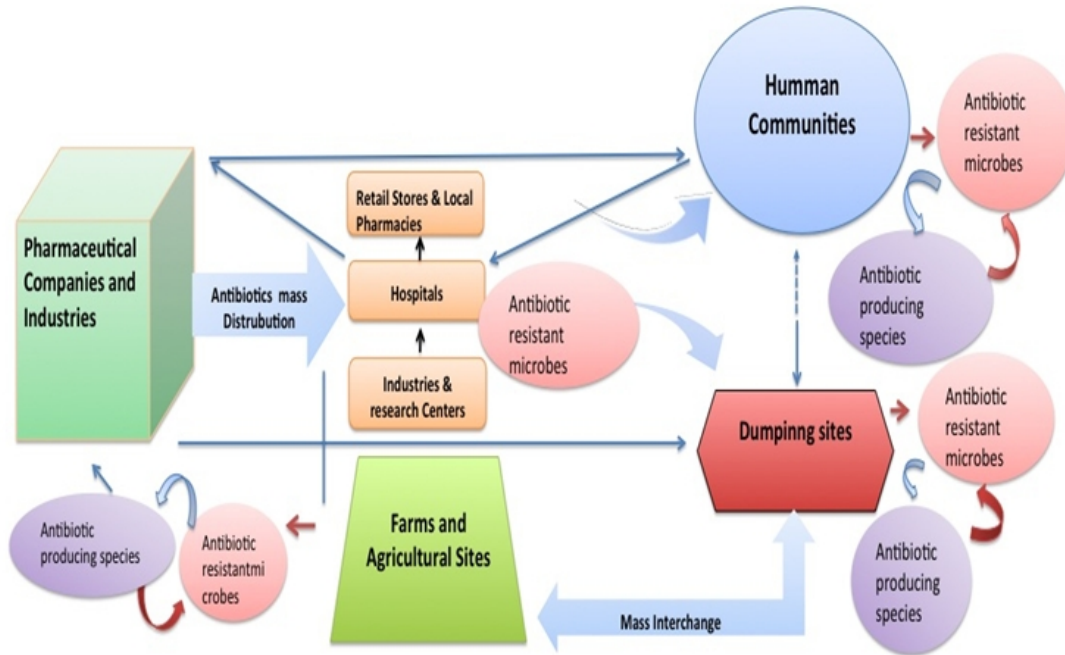 Humman
Communities
Antibiotic
resistant
microbes
Retail Stores & Local
Pharmacies
Pharmaceutical
Companies and
Industries
Antibiotics mass
Distrubution
Hospitals
Antibiotic
resistant
microbes
Antibiotic
producing
species
Industries &
research Centers
Dumpinng sites
Antibiotic
resistant
microbes
Farms and
Agricultural Sites
Antibiotic
producing species
Antibiotic
resistantmi
crobes
Antibiotic
producing
species
Mass Interchange